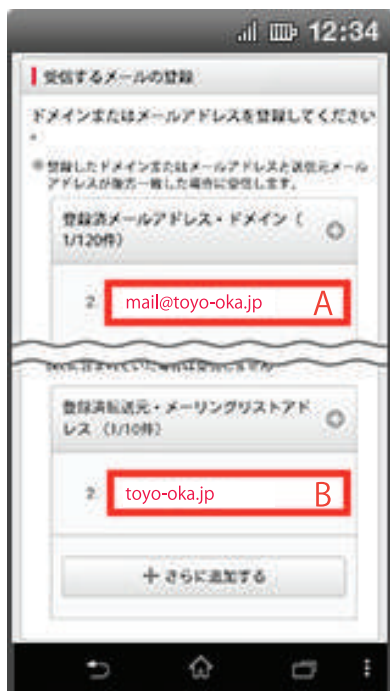 12:34
受信するメールの登録
ドメインまたはメールアドレスを登録してください
。
※登録したドメインまたはメールアドレスと送信元メール
アドレスが後方一致した場合に受信します。
登録済メールアドレス・ドメイン（
1/120件）
2 mail@toyo-oka.jp A
登録済転送元・メーリングリストアド
レス（1/10件）
2 toyo-oka.jp B
＋さらに追加する